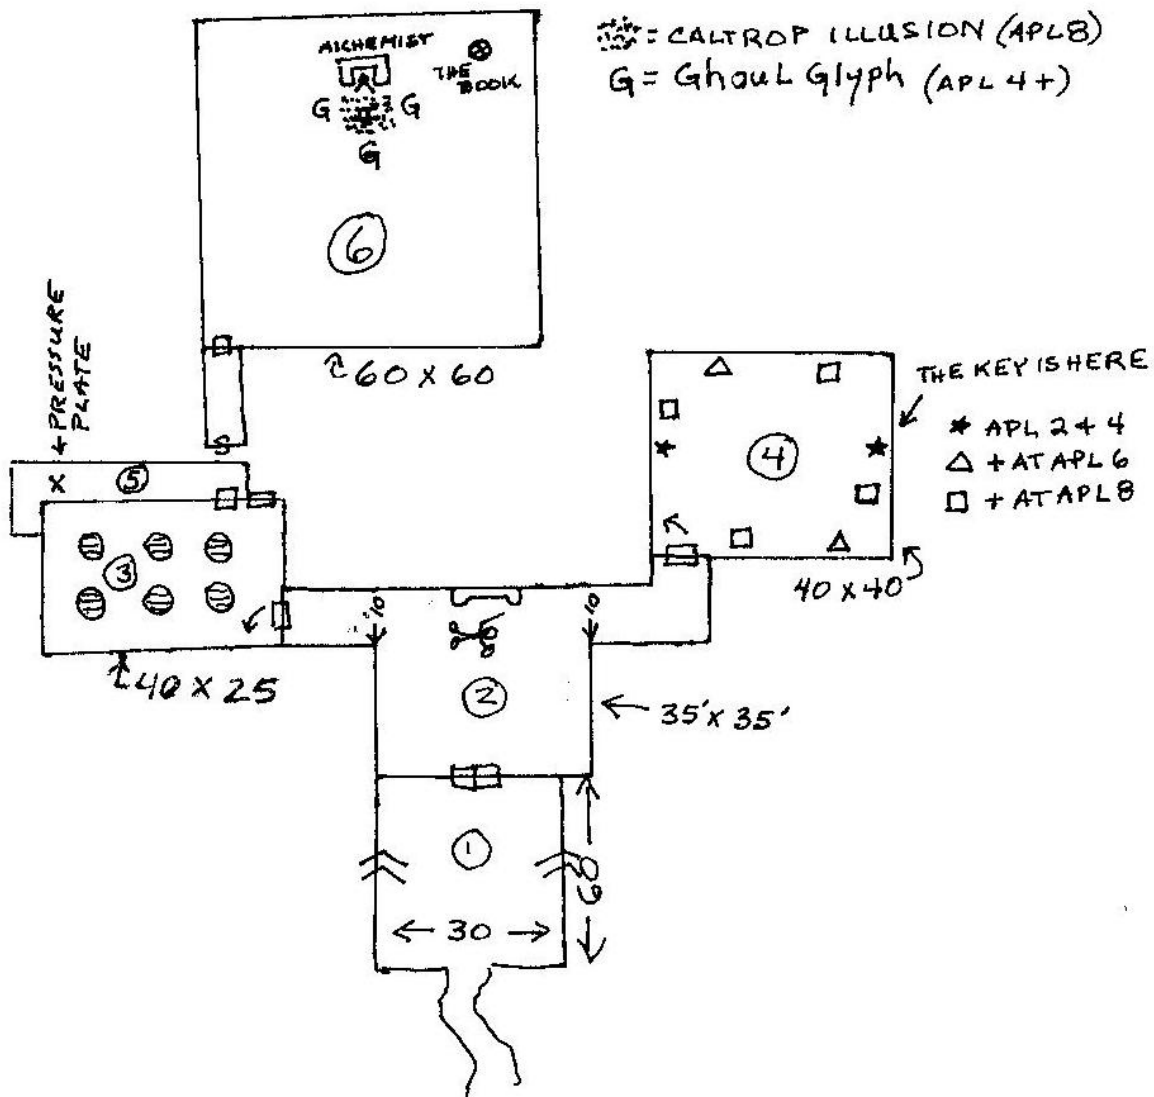 = CALTROP ILLUSION (APL8)
G = Ghoul Glyph (APL 4+)
ALCHEMIST
THE
BOOK
G
G
G
6
60 x 60
x ← PRESSURE
PLATE
5
S
3
40 x 25
THE KEY IS HERE
★ APL 2 + 4
△ + AT APL 6
□ + AT APL 8
4
40 x 40
10
10
2
35' x 35'
1
30
60